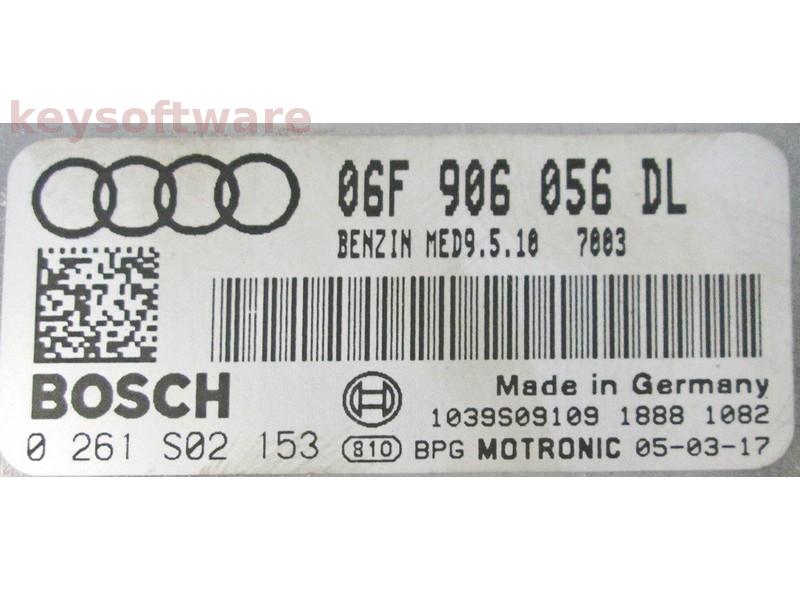 keysoftware
06F 906 056 DL
BENZIN MED9.5.10 7003
BOSCH
Made in Germany
1039S09109 1888 1082
0 261 S02 153 810 BPG MOTRONIC 05-03-17